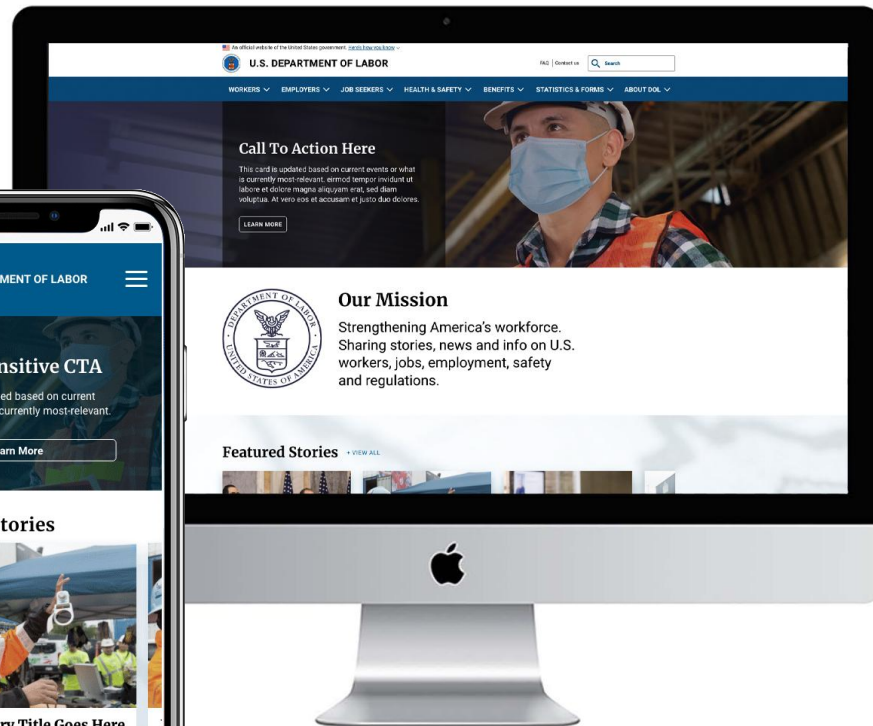 An official website of the United States government. Here's how you know
U.S. DEPARTMENT OF LABOR
FAQ | Contact us
Search
WORKERS
EMPLOYERS
JOB SEEKERS
HEALTH & SAFETY
BENEFITS
STATISTICS & FORMS
ABOUT DOL
Call To Action Here
This card is updated based on current events or what
is currently most-relevant. eirmod tempor invidunt ut
labore et dolore magna aliquyam erat, sed diam
voluptua. At vero eos et accusam et justo duo dolores.
LEARN MORE
DEPARTMENT OF LABOR
UNITED STATES OF AMERICA
Our Mission
Strengthening America's workforce.
Sharing stories, news and info on U.S.
workers, jobs, employment, safety
and regulations.
Featured Stories
+ VIEW ALL
MENT OF LABOR
nsitive CTA
ed based on current
currently most-relevant.
arn More
tories
ry Title Goes Here